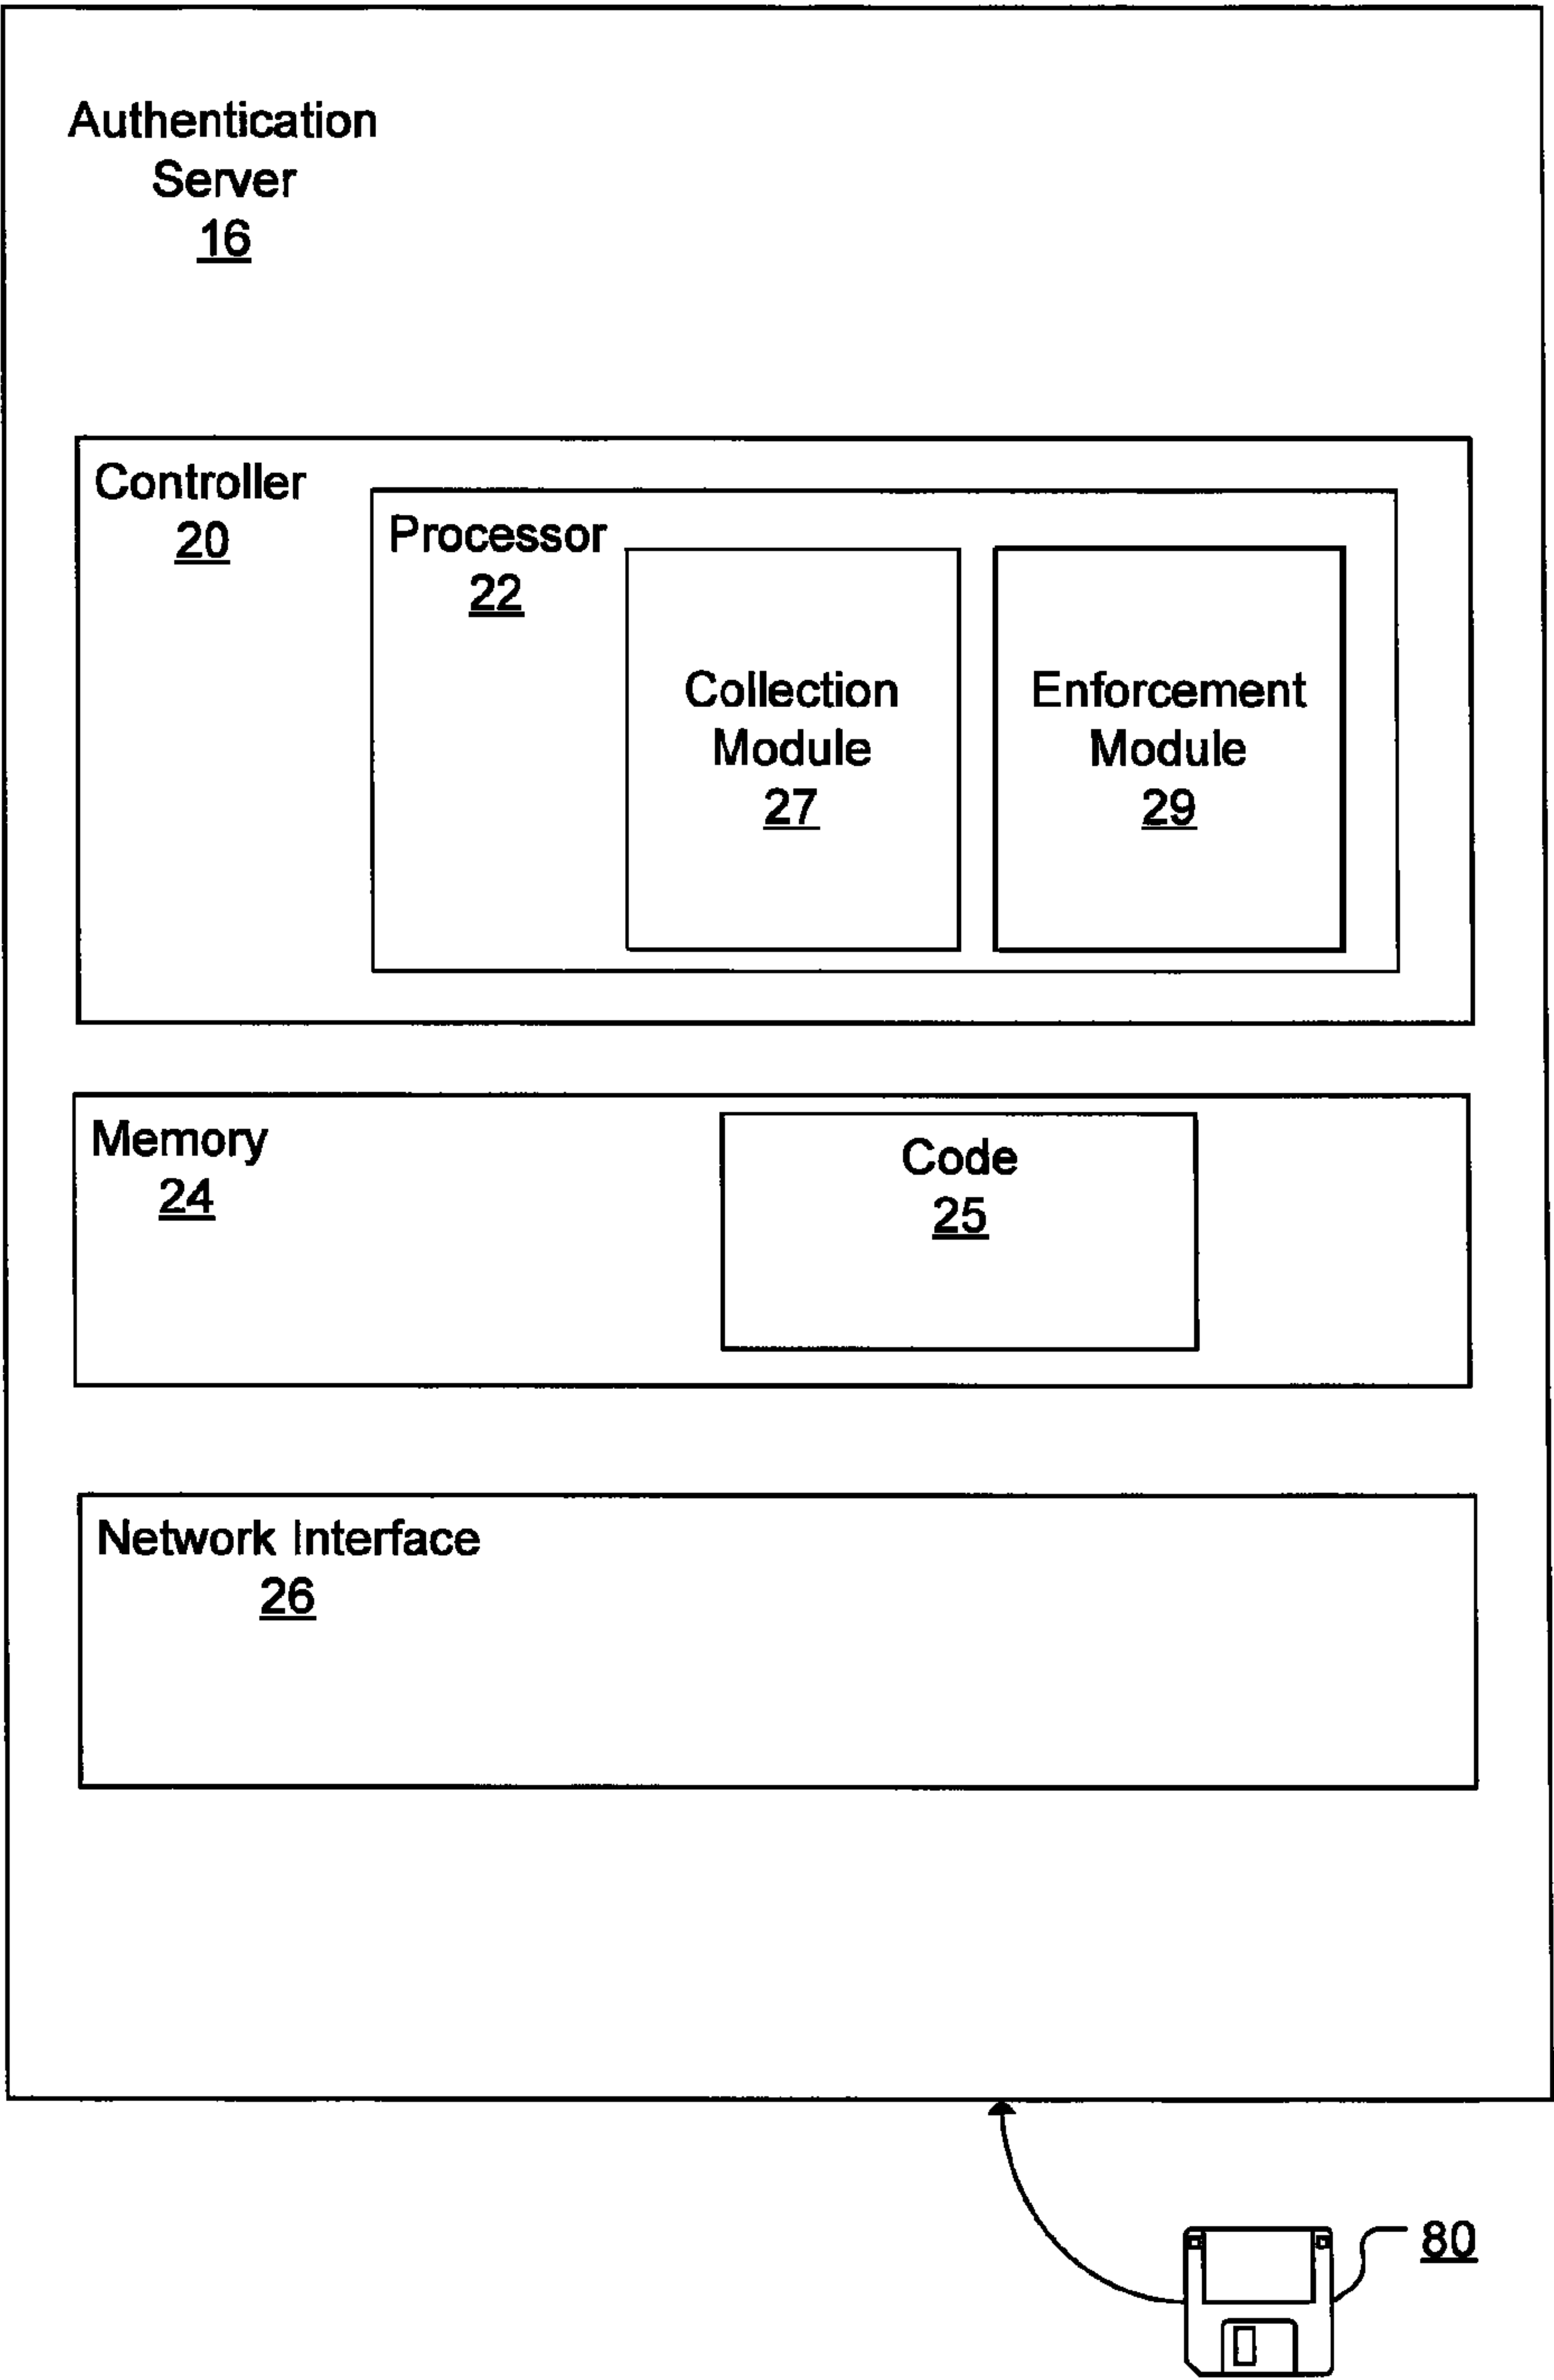 Authentication
Server
16
Controller
20
Processor
22
Collection
Module
27
Enforcement
Module
29
Memory
24
Code
25
Network Interface
26
80